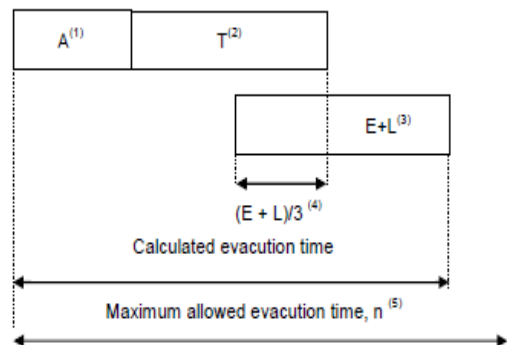 A(1) T(2)
E+L(3)
(E + L)/3 (4)
Calculated evacution time
Maximum allowed evacution time, n (5)